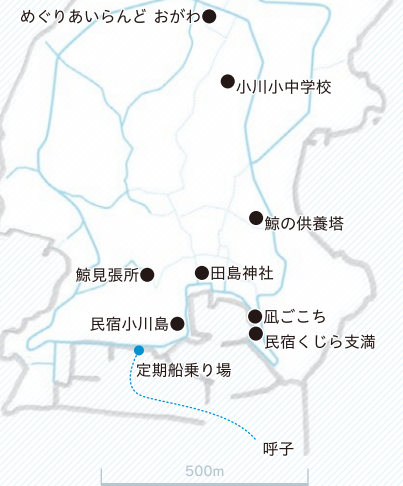 めぐりあいらんど おがわ
小川小中学校
鯨の供養塔
鯨見張所
田島神社
民宿小川島
凪ごこち
民宿くじら支満
定期船乗り場
呼子
500m